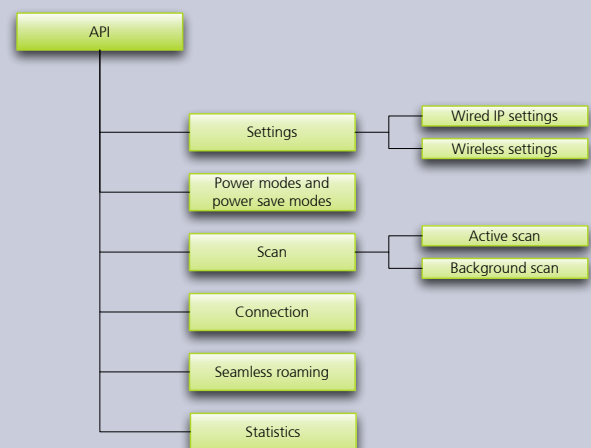 API
Settings
Wired IP settings
Wireless settings
Power modes and
power save modes
Scan
Active scan
Background scan
Connection
Seamless roaming
Statistics